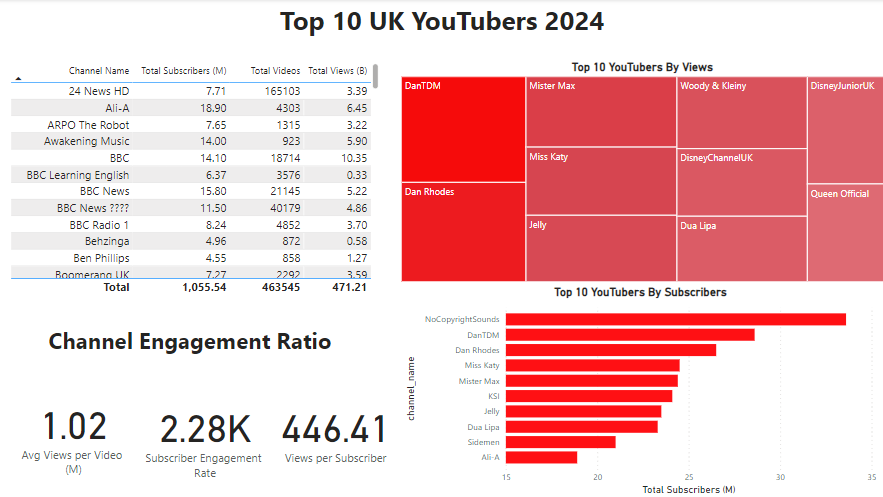 Top 10 UK YouTubers 2024
Channel Name Total Subscribers (M) Total Videos Total Views (B)
24 News HD 7.71 165103 3.39
Ali-A 18.90 4303 6.45
ARPO The Robot 7.65 1315 3.22
Awakening Music 14.00 923 5.90
BBC 14.10 18714 10.35
BBC Learning English 6.37 3576 0.33
BBC News 15.80 21145 5.22
BBC News ???? 11.50 40179 4.86
BBC Radio 1 8.24 4852 3.70
Behzinga 4.96 872 0.58
Ben Phillips 4.55 858 1.27
Boomerang UK 7.27 2292 3.59
Total 1,055.54 463545 471.21
Top 10 YouTubers By Views
DanTDM
Dan Rhodes
Mister Max
Miss Katy
Jelly
Woody & Kleiny
DisneyChannelUK
Dua Lipa
DisneyJuniorUK
Queen Official
Channel Engagement Ratio
1.02
Avg Views per Video
(M)
2.28K
Subscriber Engagement
Rate
446.41
Views per Subscriber
Top 10 YouTubers By Subscribers
channel_name
NoCopyrightSounds
DanTDM
Dan Rhodes
Miss Katy
Mister Max
KSI
Jelly
Dua Lipa
Sidemen
Ali-A
15 20 25 30 35
Total Subscribers (M)